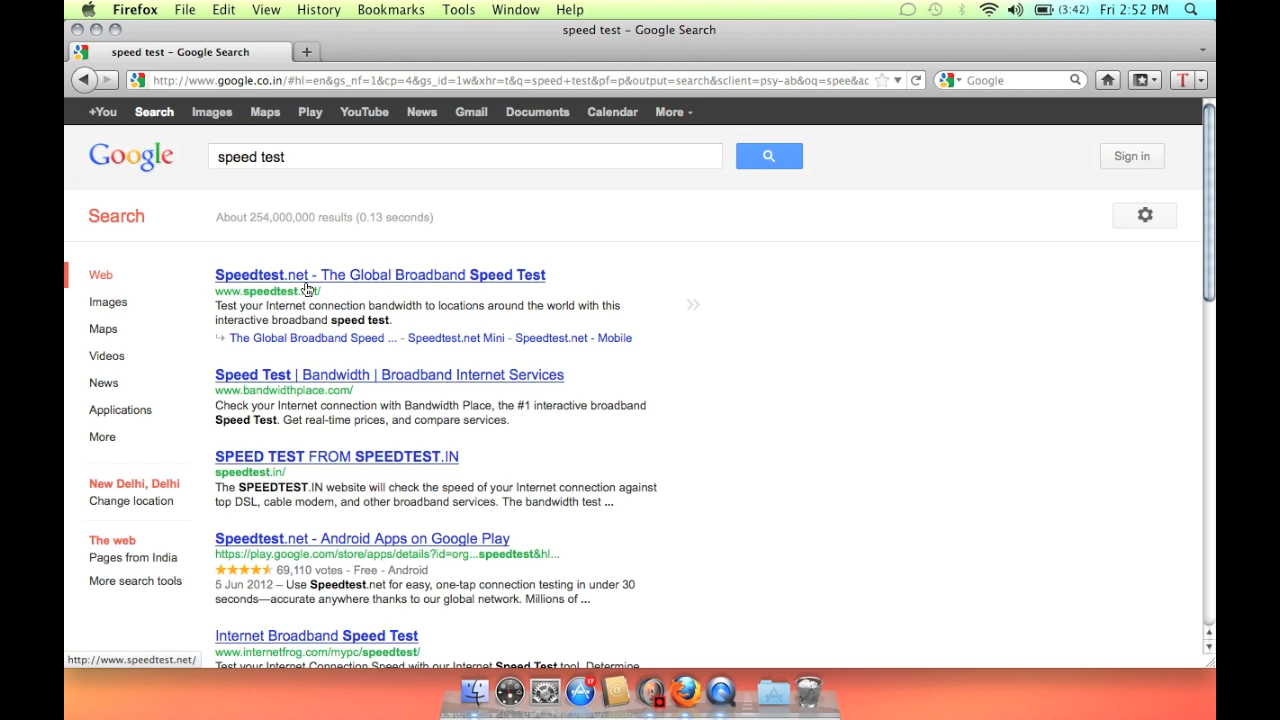 Firefox File Edit View History Bookmarks Tools Window Help (3:42) Fri 2:52 PM
speed test - Google Search
speed test - Google Search
http://www.google.co.in/#hl=en&gs_nf=1&cp=4&gs_id=1w&xhr=t&q=speed+test&pf=p&output=search&sclient=psy-ab&oq=spee&ac Google T
+You Search Images Maps Play YouTube News Gmail Documents Calendar More
Google speed test Sign in
Search About 254,000,000 results (0.13 seconds)
Web
Images
Maps
Videos
News
Applications
More
New Delhi, Delhi
Change location
The web
Pages from India
More search tools
Speedtest.net - The Global Broadband Speed Test
www.speedtest.net/
Test your Internet connection bandwidth to locations around the world with this
interactive broadband speed test.
The Global Broadband Speed ... - Speedtest.net Mini - Speedtest.net - Mobile
Speed Test | Bandwidth | Broadband Internet Services
www.bandwidthplace.com/
Check your Internet connection with Bandwidth Place, the #1 interactive broadband
Speed Test. Get real-time prices, and compare services.
SPEED TEST FROM SPEEDTEST.IN
speedtest.in/
The SPEEDTEST.IN website will check the speed of your Internet connection against
top DSL, cable modem, and other broadband services. The bandwidth test ...
Speedtest.net - Android Apps on Google Play
https://play.google.com/store/apps/details?id=org...speedtest&hl...
69,110 votes - Free - Android
5 Jun 2012 – Use Speedtest.net for easy, one-tap connection testing in under 30
seconds—accurate anywhere thanks to our global network. Millions of ...
Internet Broadband Speed Test
www.internetfrog.com/mypc/speedtest/
Test your Internet Connection Speed with our Internet Speed Test tool. Determine
http://www.speedtest.net/
17